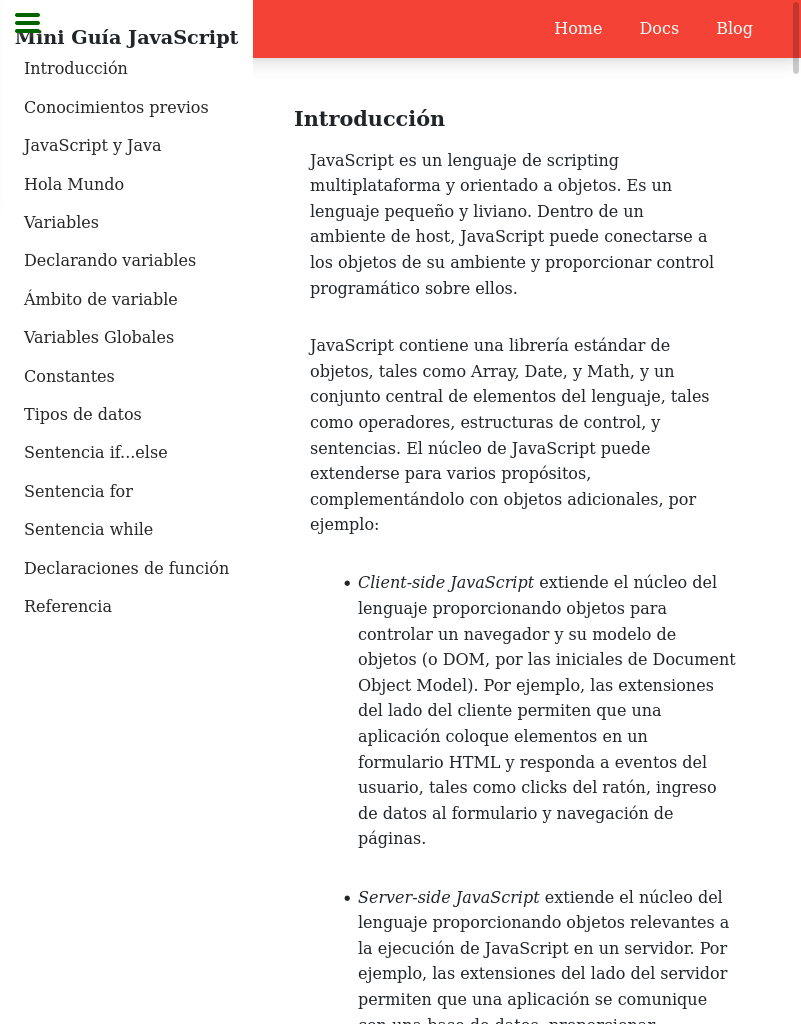 Mini Guía JavaScript
Introducción
Conocimientos previos
JavaScript y Java
Hola Mundo
Variables
Declarando variables
Ámbito de variable
Variables Globales
Constantes
Tipos de datos
Sentencia if...else
Sentencia for
Sentencia while
Declaraciones de función
Referencia
Home Docs Blog
Introducción
JavaScript es un lenguaje de scripting
multiplataforma y orientado a objetos. Es un
lenguaje pequeño y liviano. Dentro de un
ambiente de host, JavaScript puede conectarse a
los objetos de su ambiente y proporcionar control
programático sobre ellos.
JavaScript contiene una librería estándar de
objetos, tales como Array, Date, y Math, y un
conjunto central de elementos del lenguaje, tales
como operadores, estructuras de control, y
sentencias. El núcleo de JavaScript puede
extenderse para varios propósitos,
complementándolo con objetos adicionales, por
ejemplo:
• Client-side JavaScript extiende el núcleo del
lenguaje proporcionando objetos para
controlar un navegador y su modelo de
objetos (o DOM, por las iniciales de Document
Object Model). Por ejemplo, las extensiones
del lado del cliente permiten que una
aplicación coloque elementos en un
formulario HTML y responda a eventos del
usuario, tales como clicks del ratón, ingreso
de datos al formulario y navegación de
páginas.
• Server-side JavaScript extiende el núcleo del
lenguaje proporcionando objetos relevantes a
la ejecución de JavaScript en un servidor. Por
ejemplo, las extensiones del lado del servidor
permiten que una aplicación se comunique
con una base de datos, proporcionar